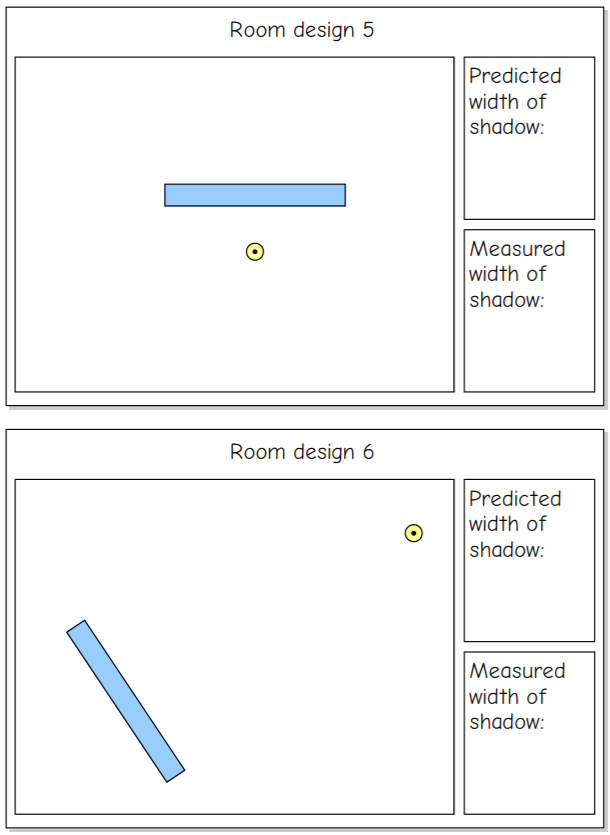 Room design 5
Predicted
width of
shadow:
Measured
width of
shadow:
Room design 6
Predicted
width of
shadow:
Measured
width of
shadow: